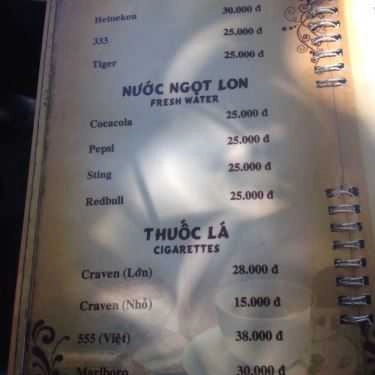 Heineken 30.000 đ
333 25.000 đ
Tiger 25.000 đ
NƯỚC NGỌT LON
FRESH WATER
Cocacola 25.000 đ
Pepsi 25.000 đ
Sting 25.000 đ
Redbull 25.000 đ
THUỐC LÁ
CIGARETTES
Craven (Lớn) 28.000 đ
Craven (Nhỏ) 15.000 đ
555 (Việt) 38.000 đ
Marlboro 30.000 đ